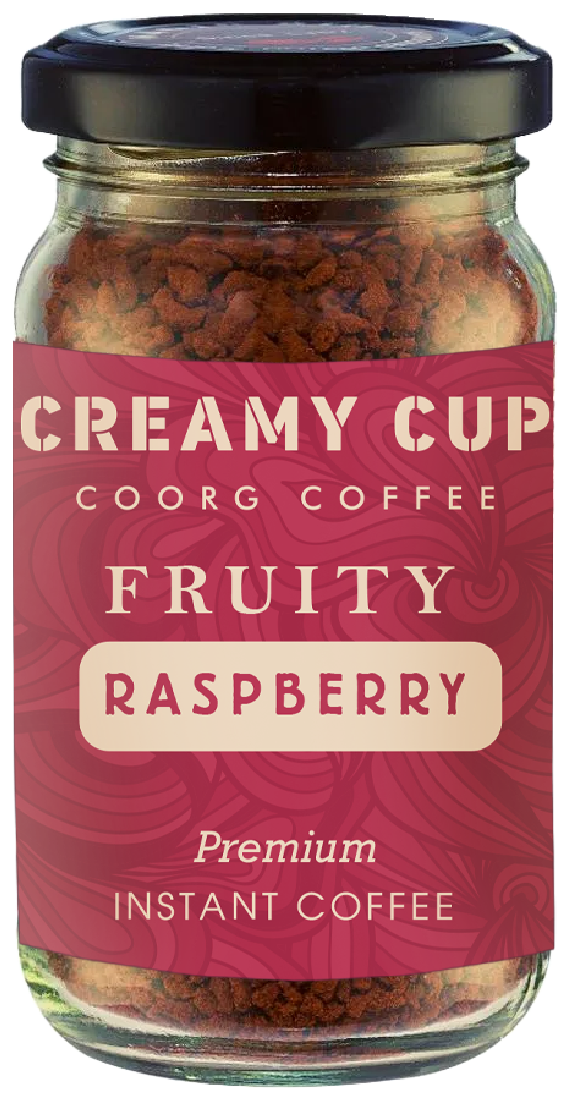 CREAMY CUP
COORG COFFEE
FRUITY
RASPBERRY
Premium
INSTANT COFFEE